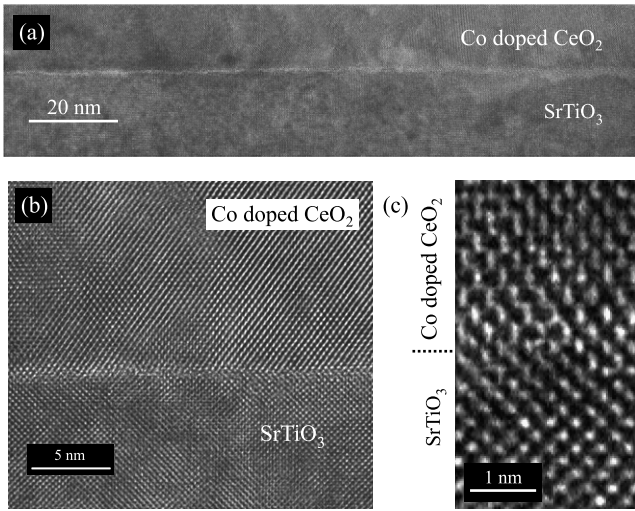 (a)
Co doped CeO₂
20 nm
SrTiO₃
(b)
Co doped CeO₂
SrTiO₃
5 nm
(c)
Co doped CeO₂
SrTiO₃
1 nm